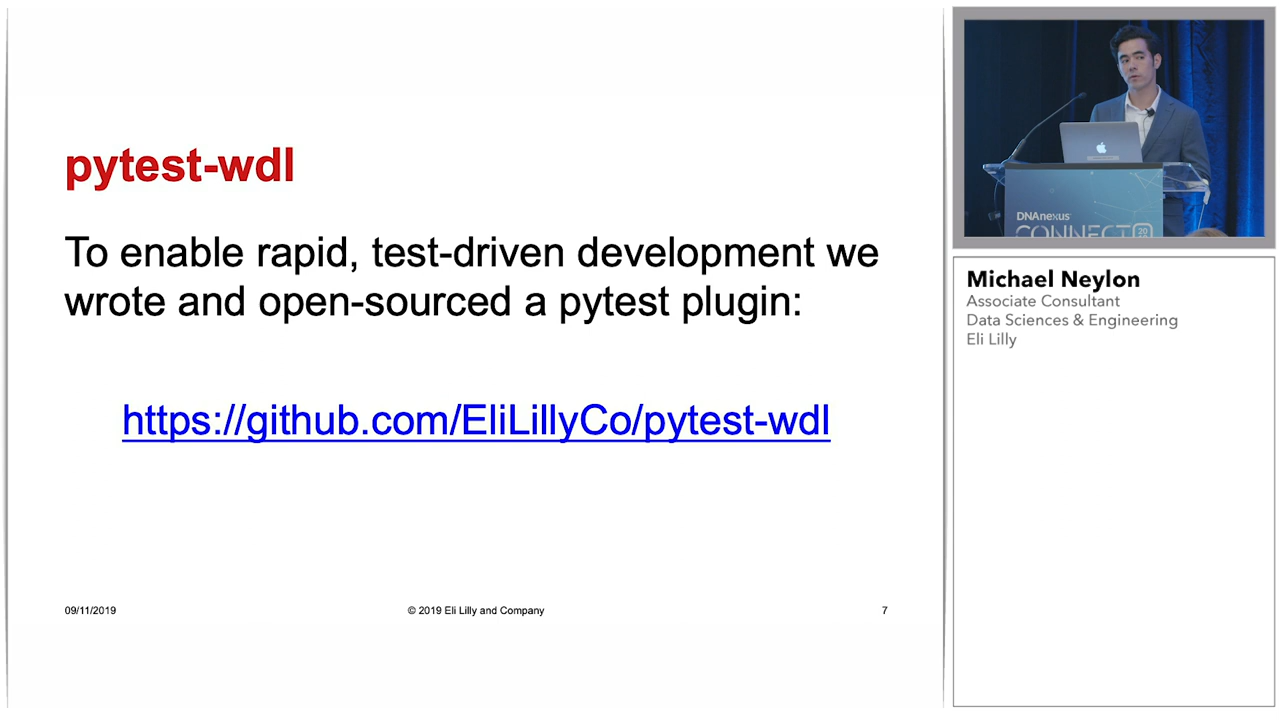 pytest-wdl
To enable rapid, test-driven development we
wrote and open-sourced a pytest plugin:
https://github.com/EliLillyCo/pytest-wdl
09/11/2019
© 2019 Eli Lilly and Company
7
DNAnexus
CONNECT 20
Michael Neylon
Associate Consultant
Data Sciences & Engineering
Eli Lilly